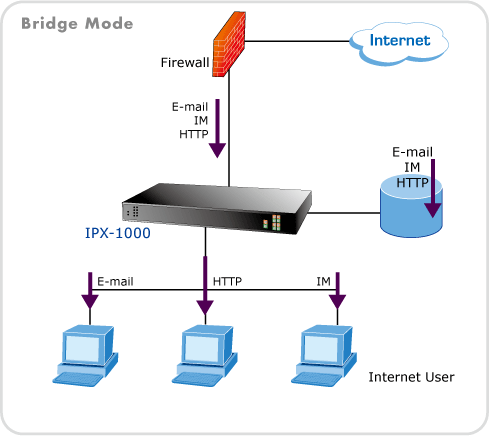 Bridge Mode
Internet
Firewall
E-mail
IM
HTTP
E-mail
IM
HTTP
IPX-1000
E-mail
HTTP
IM
Internet User